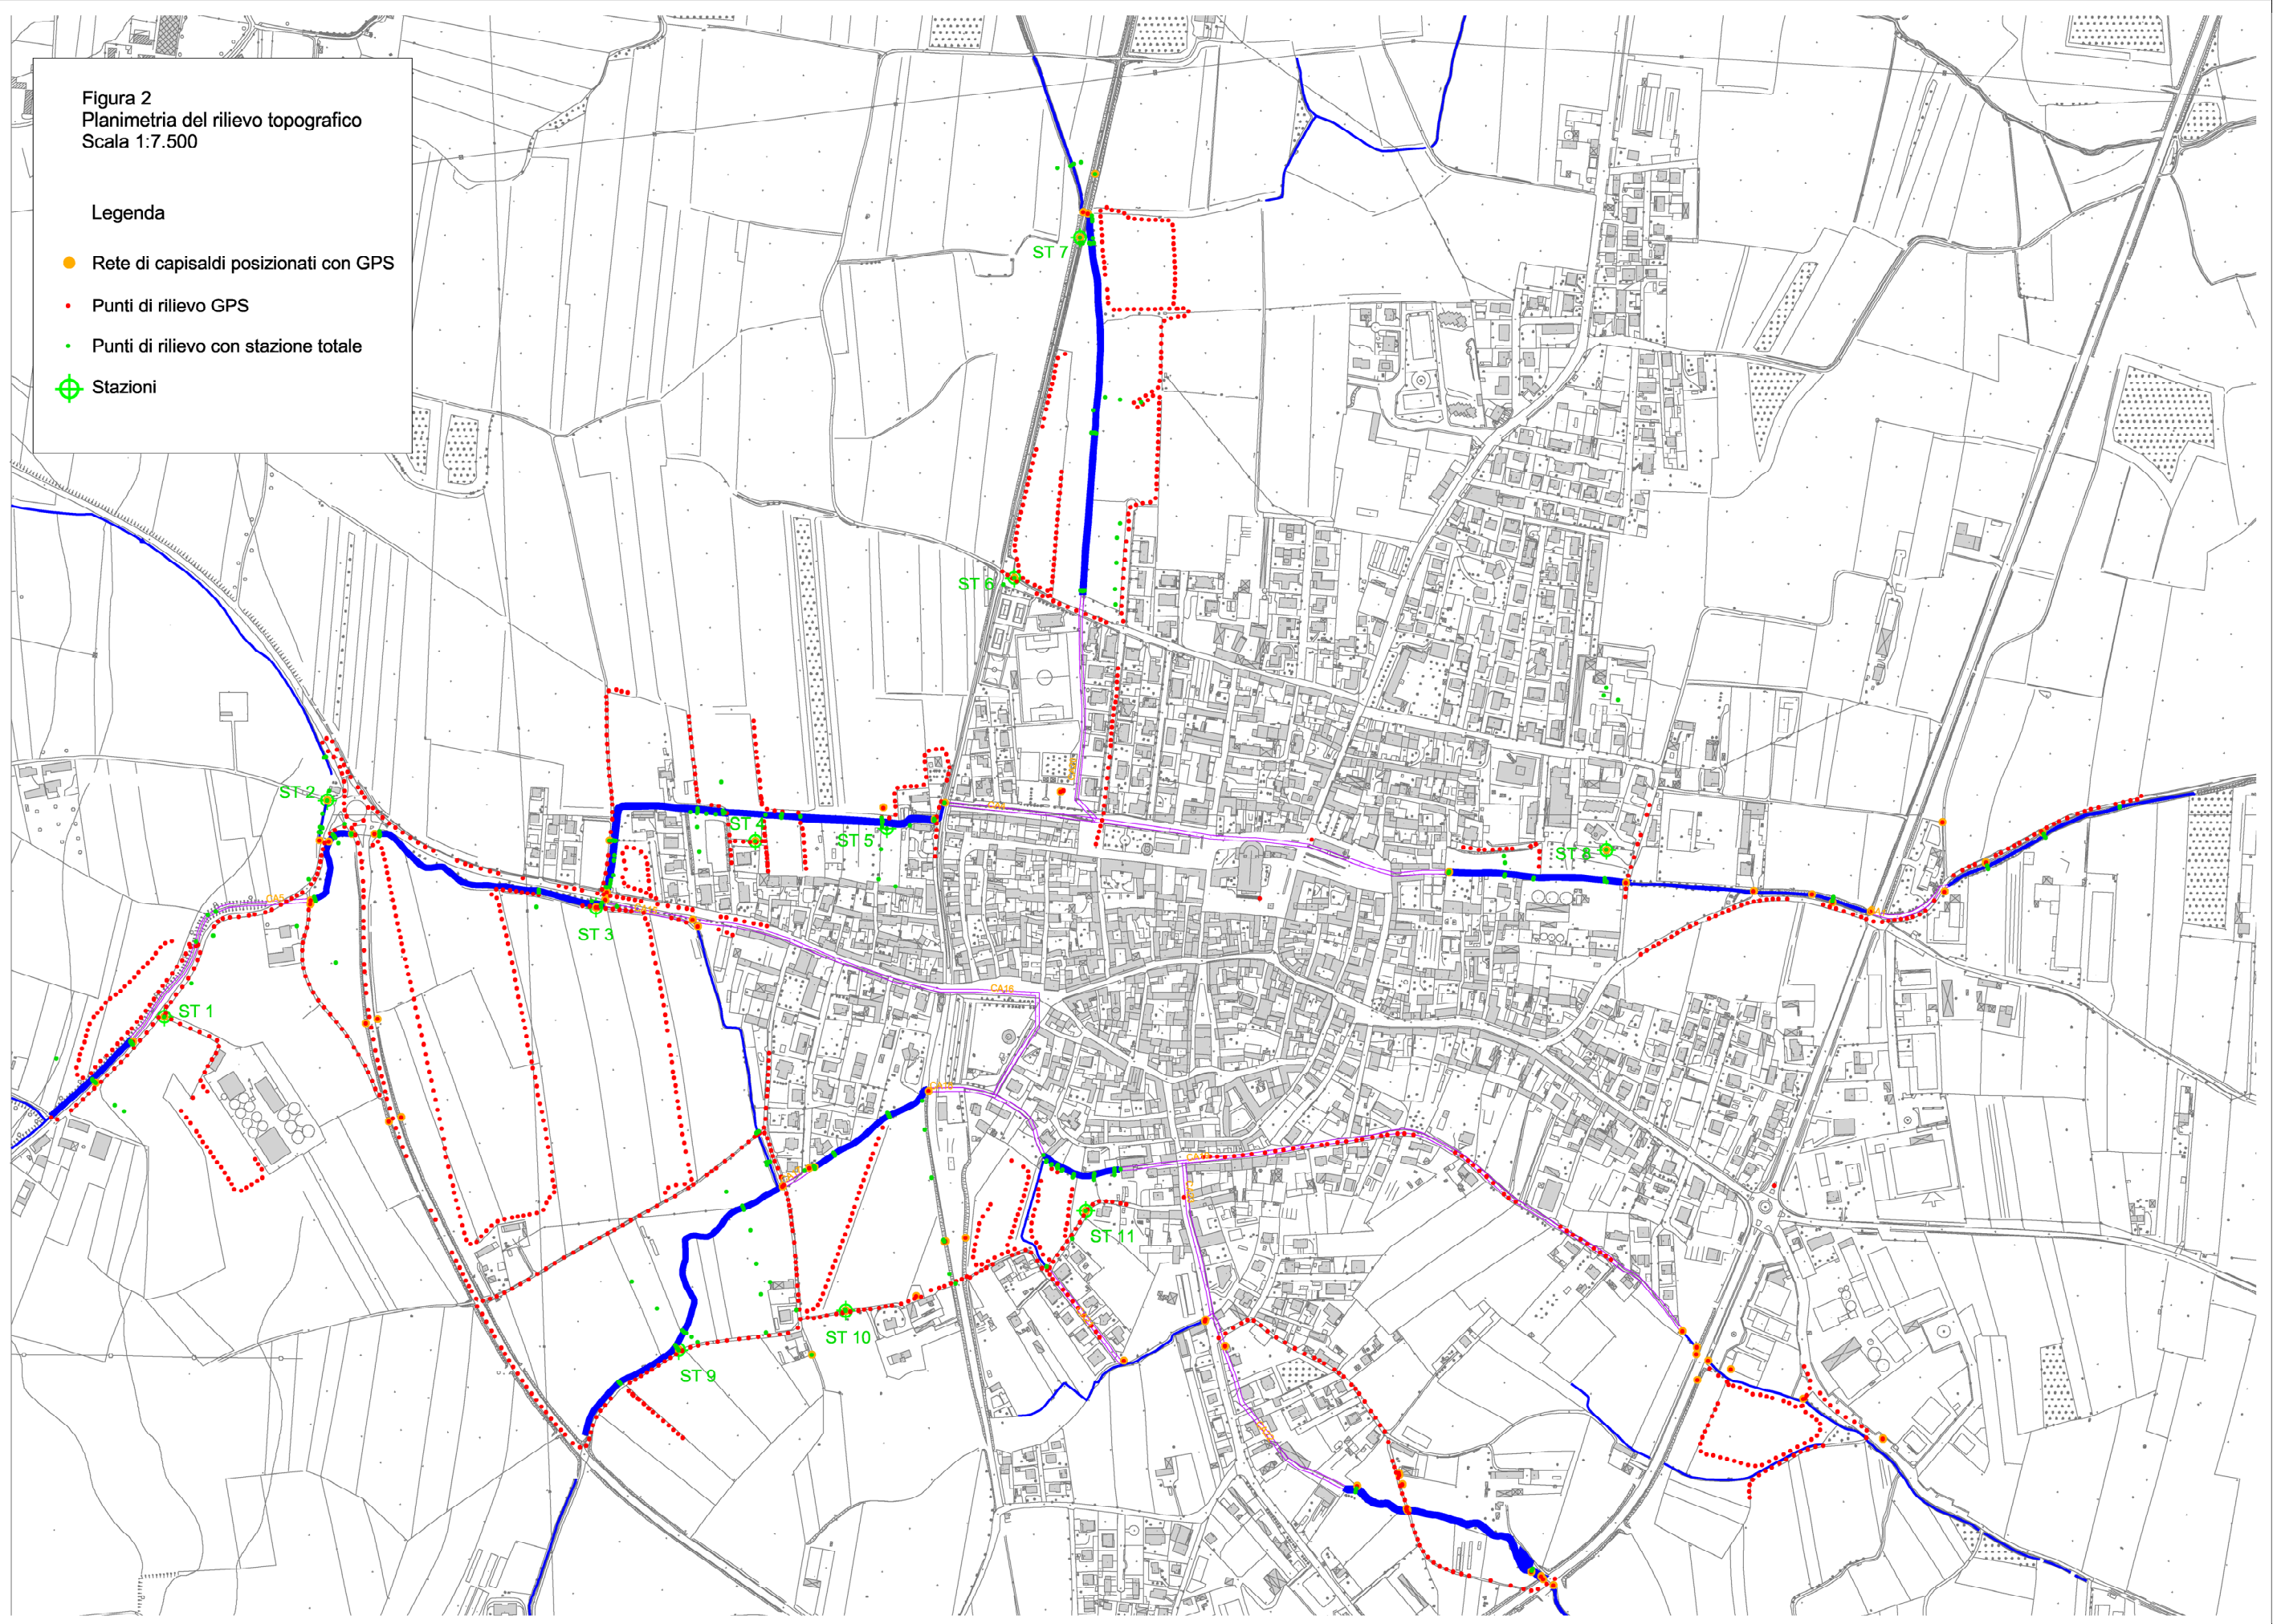 Figura 2
Planimetria del rilievo topografico
Scala 1:7.500
Legenda
Rete di capisaldi posizionati con GPS
Punti di rilievo GPS
Punti di rilievo con stazione totale
Stazioni
ST 7
ST 6
ST 2
ST 4
ST 5
ST 8
ST 3
CA16
ST 1
ST 11
ST 10
ST 9